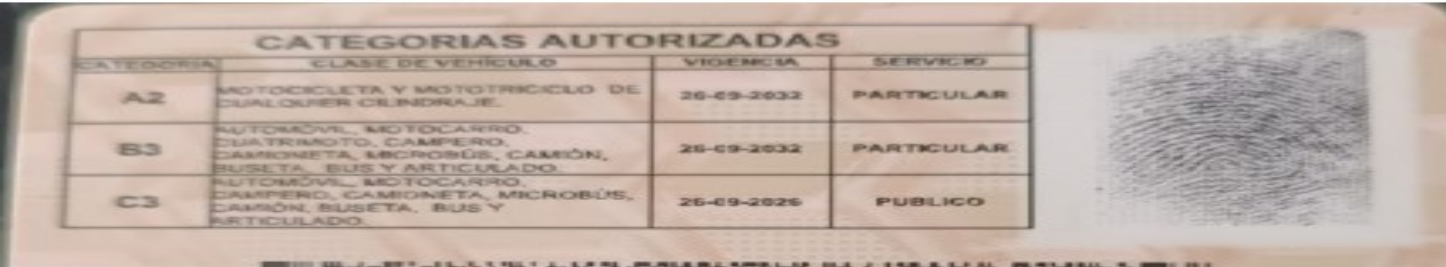 CATEGORIAS AUTORIZADAS
CATEGORIA CLASE DE VEHÍCULO VIGENCIA SERVICIO
A2 MOTOCICLETA Y MOTOTRICICLO DE CUALQUIER CILINDRAJE. 26-09-2032 PARTICULAR
B3 AUTOMÓVIL, MOTOCARRO, CUATRIMOTO, CAMPERO, CAMIONETA, MICROBÚS, CAMIÓN, BUSETA, BUS Y ARTICULADO. 26-09-2032 PARTICULAR
C3 AUTOMÓVIL, MOTOCARRO, CAMPERO, CAMIONETA, MICROBÚS, CAMIÓN, BUSETA, BUS Y ARTICULADO. 26-09-2026 PUBLICO